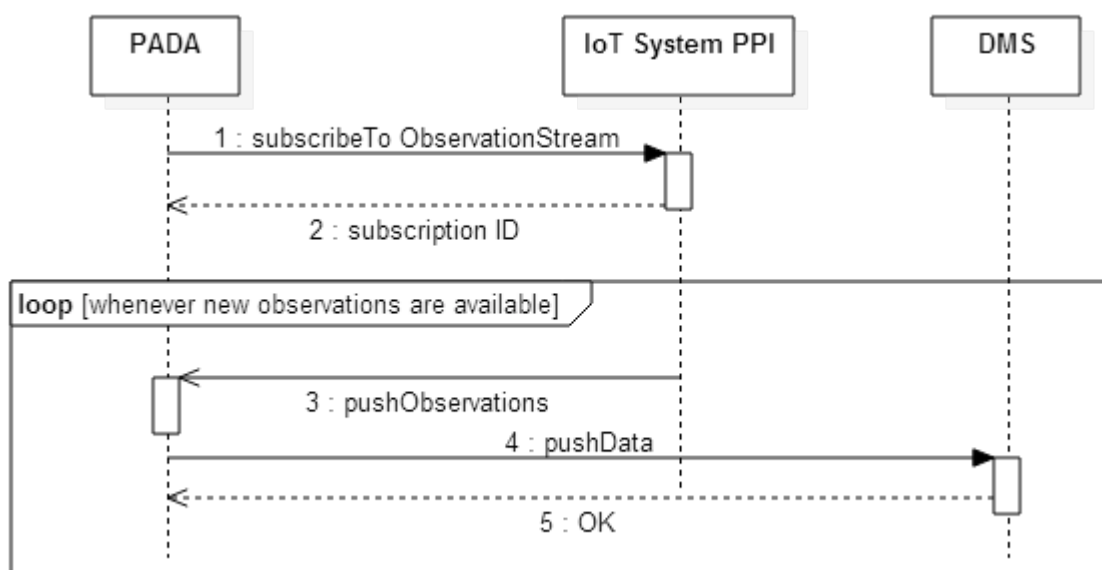 PADA
IoT System PPI
DMS
1 : subscribeTo ObservationStream
2 : subscription ID
loop [whenever new observations are available]
3 : pushObservations
4 : pushData
5 : OK